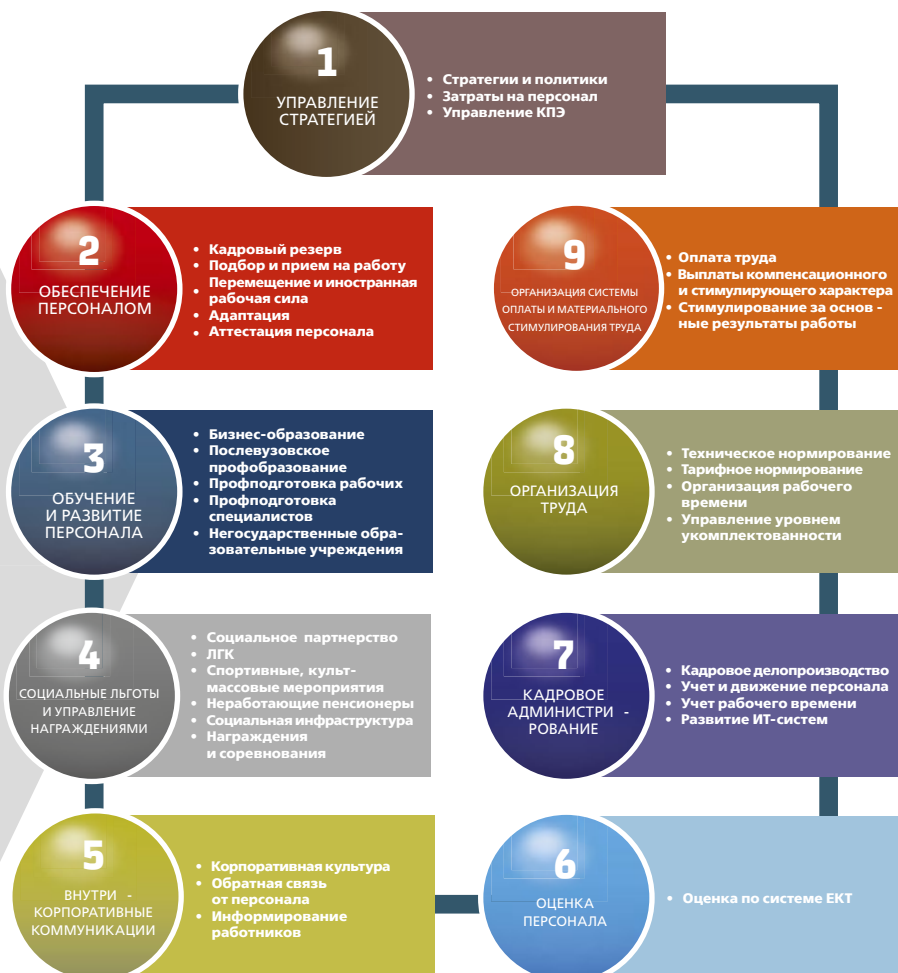 1
УПРАВЛЕНИЕ
СТРАТЕГИЕЙ
• Стратегии и политики
• Затраты на персонал
• Управление КПЭ
2
ОБЕСПЕЧЕНИЕ
ПЕРСОНАЛОМ
• Кадровый резерв
• Подбор и прием на работу
• Перемещение и иностранная
• рабочая сила
• Адаптация
• Аттестация персонала
9
ОРГАНИЗАЦИЯ СИСТЕМЫ
ОПЛАТЫ И МАТЕРИАЛЬНОГО
СТИМУЛИРОВАНИЯ ТРУДА
• Оплата труда
• Выплаты компенсационного
и стимулирующего характера
• Стимулирование за основ -
ные результаты работы
3
ОБУЧЕНИЕ
И РАЗВИТИЕ
ПЕРСОНАЛА
• Бизнес-образование
• Послевузовское
профобразование
• Профподготовка рабочих
• Профподготовка
специалистов
• Негосударственные обра-
зовательные учреждения
8
ОРГАНИЗАЦИЯ
ТРУДА
• Техническое нормирование
• Тарифное нормирование
• Организация рабочего
времени
• Управление уровнем
укомплектованности
4
СОЦИАЛЬНЫЕ ЛЬГОТЫ
И УПРАВЛЕНИЕ
НАГРАЖДЕНИЯМИ
• Социальное партнерство
• ЛГК
• Спортивные, культ-
массовые мероприятия
• Неработающие пенсионеры
• Социальная инфраструктура
• Награждения
и соревнования
7
КАДРОВОЕ
АДМИНИСТРИ -
РОВАНИЕ
• Кадровое делопроизводство
• Учет и движение персонала
• Учет рабочего времени
• Развитие ИТ-систем
5
ВНУТРИ -
КОРПОРАТИВНЫЕ
КОММУНИКАЦИИ
• Корпоративная культура
• Обратная связь
от персонала
• Информирование
работников
6
ОЦЕНКА
ПЕРСОНАЛА
• Оценка по системе ЕКТ